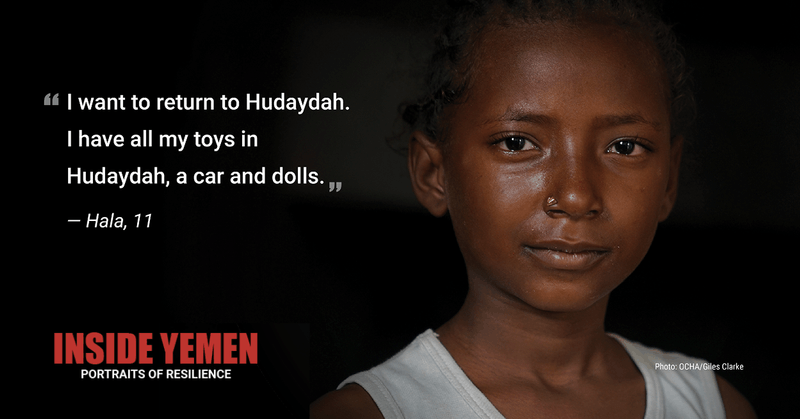 ❝ I want to return to Hudaydah.
I have all my toys in
Hudaydah, a car and dolls. ❞
— Hala, 11
INSIDE YEMEN
PORTRAITS OF RESILIENCE
Photo: OCHA/Giles Clarke